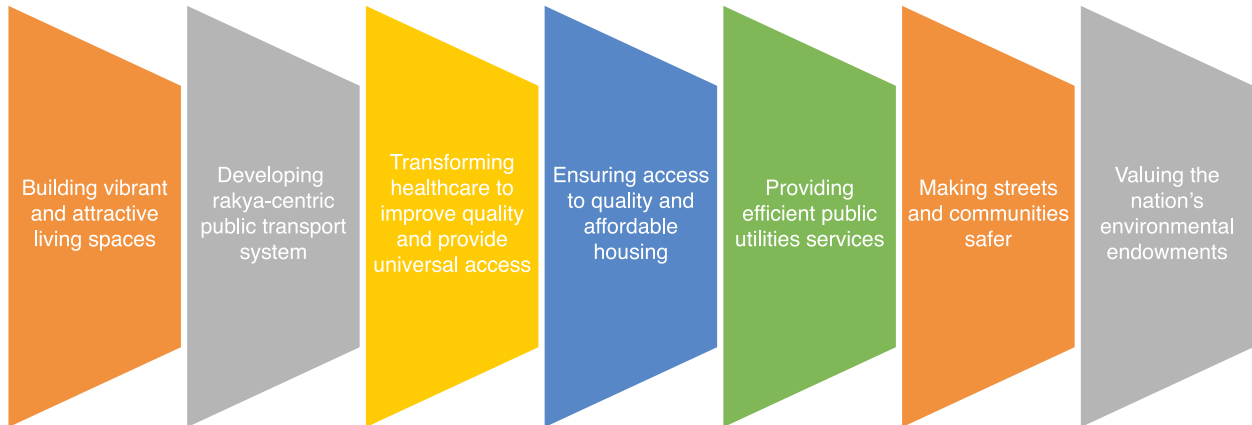 Building vibrant
and attractive
living spaces
Developing
rakya-centric
public transport
system
Transforming
healthcare to
improve quality
and provide
universal access
Ensuring access
to quality and
affordable
housing
Providing
efficient public
utilities services
Making streets
and communities
safer
Valuing the
nation’s
environmental
endowments